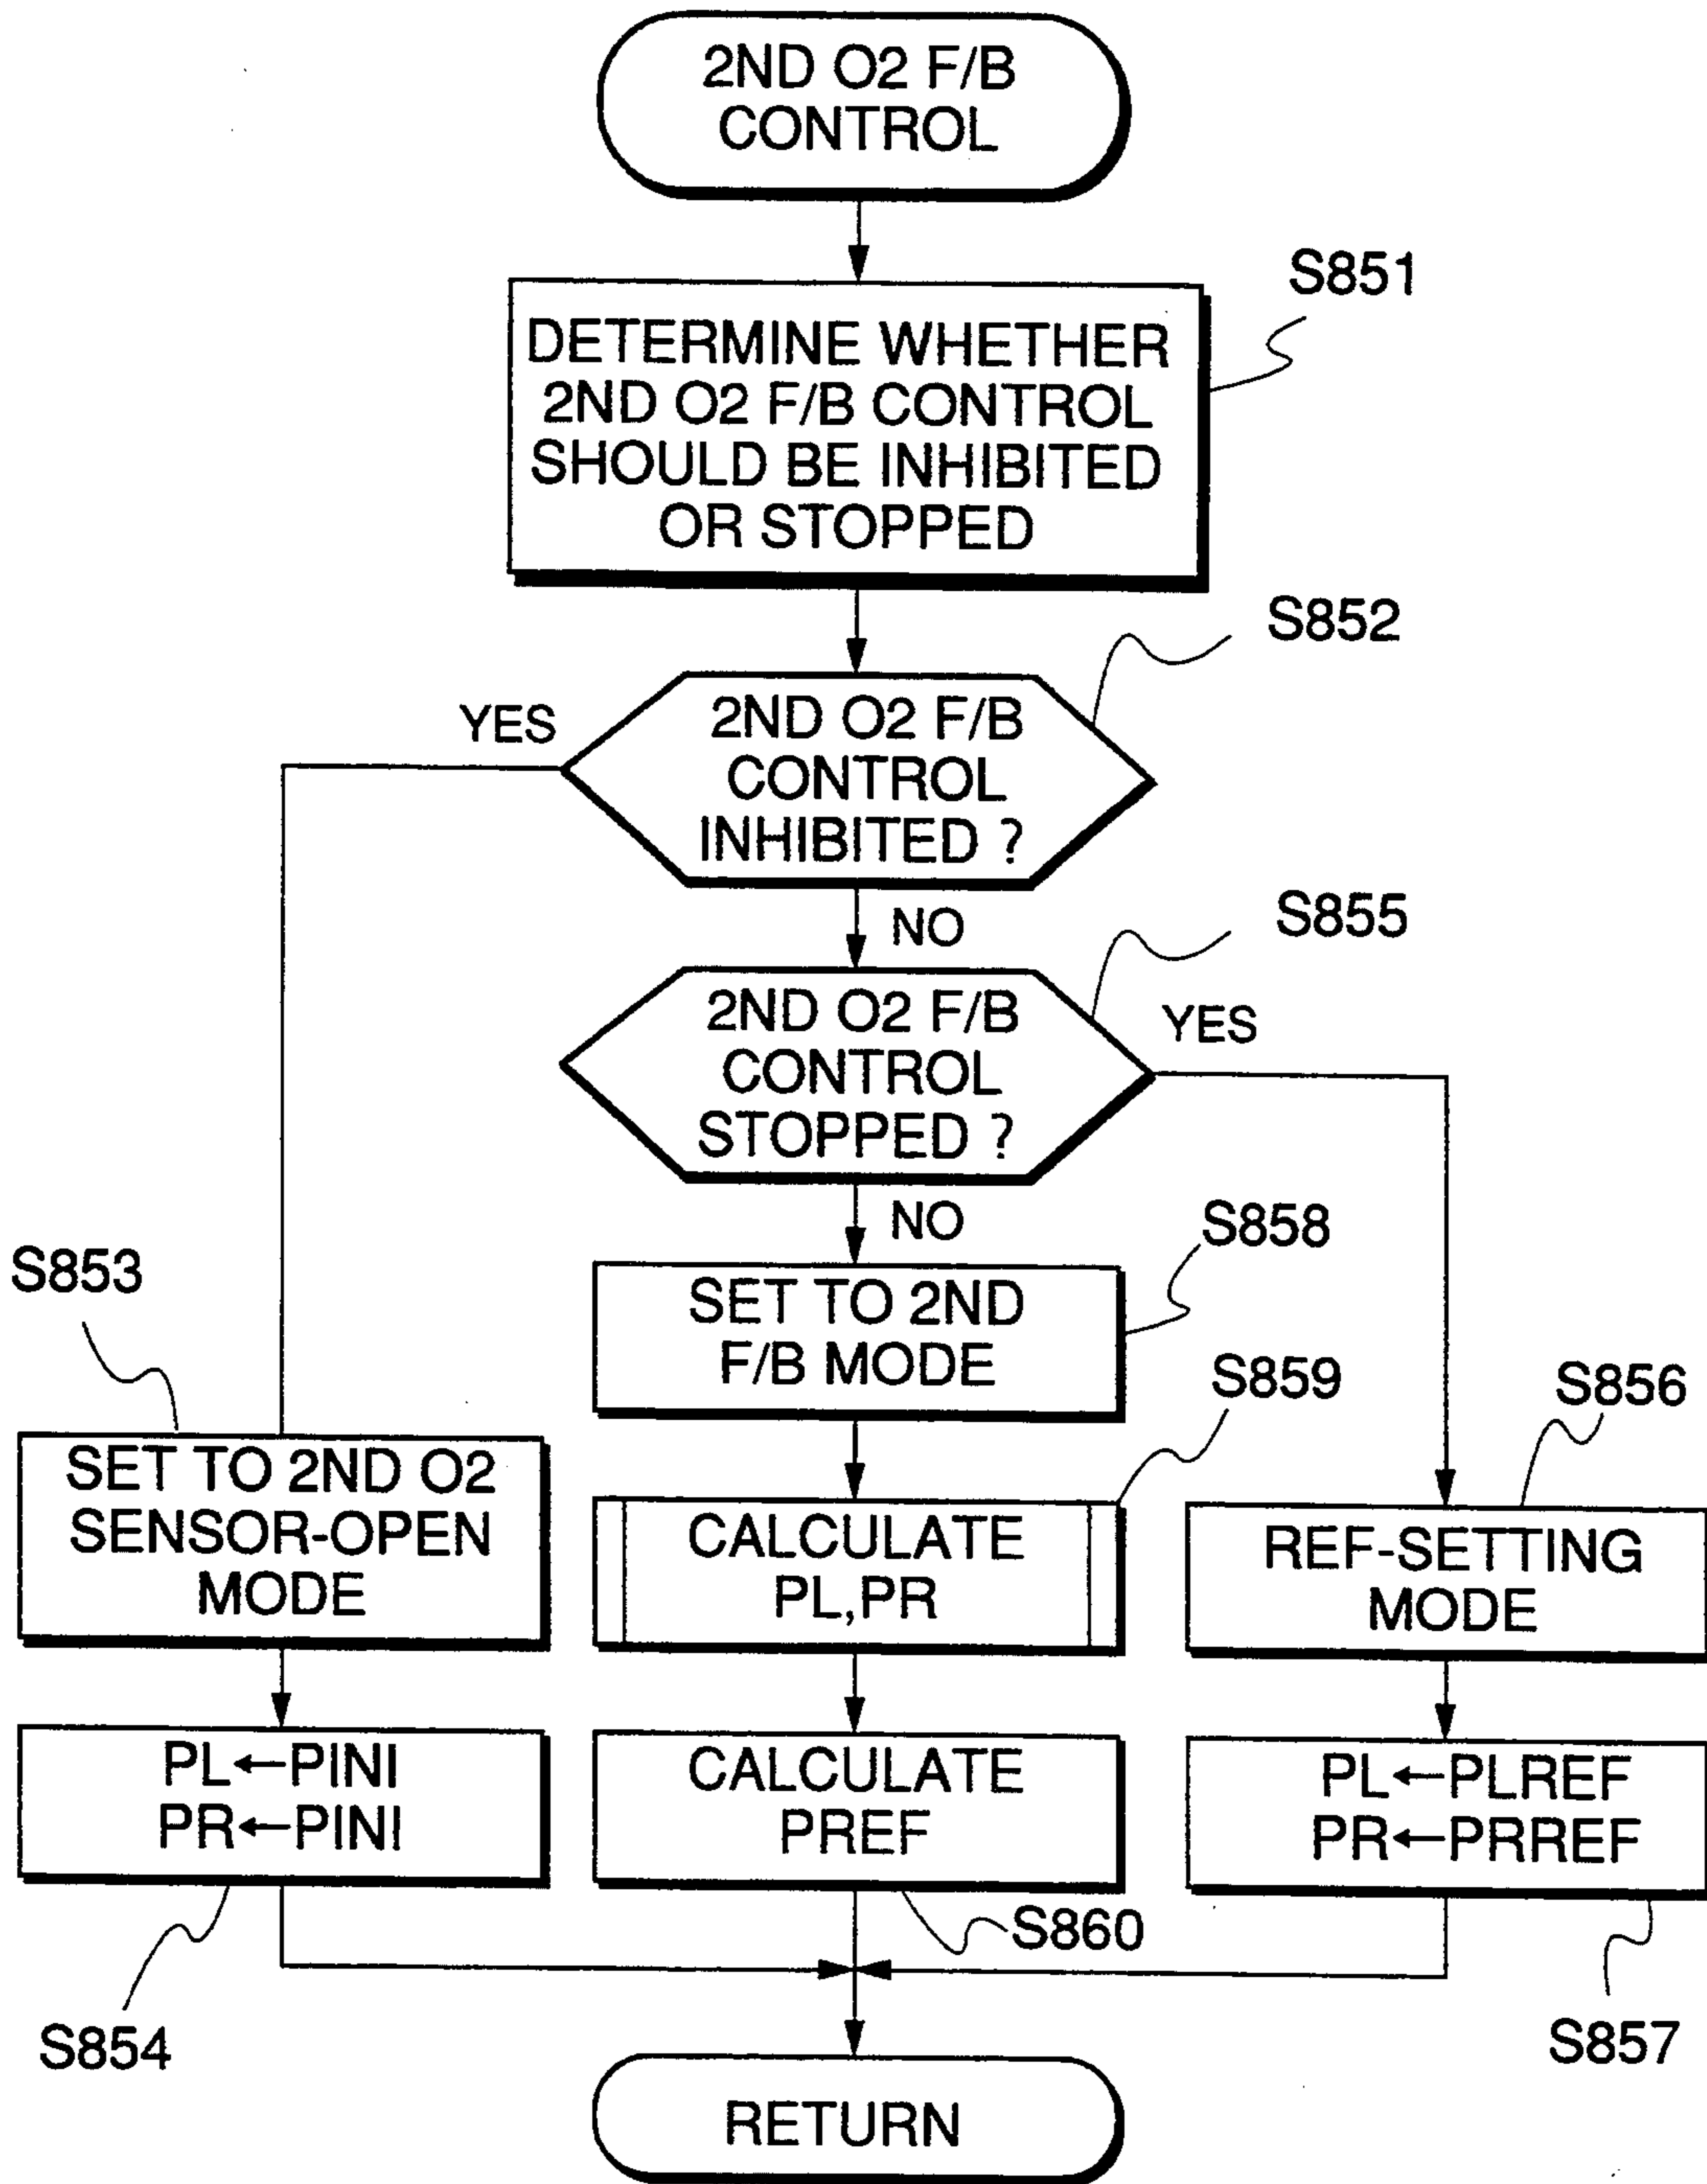 2ND O2 F/B
CONTROL
S851
DETERMINE WHETHER
2ND O2 F/B CONTROL
SHOULD BE INHIBITED
OR STOPPED
S852
YES
2ND O2 F/B
CONTROL
INHIBITED ?
NO
S855
2ND O2 F/B
CONTROL
STOPPED ?
YES
NO
S858
S853
SET TO 2ND
F/B MODE
S859
S856
SET TO 2ND O2
SENSOR-OPEN
MODE
CALCULATE
PL,PR
REF-SETTING
MODE
PL←PINI
PR←PINI
CALCULATE
PREF
PL←PLREF
PR←PRREF
S860
S854
S857
RETURN